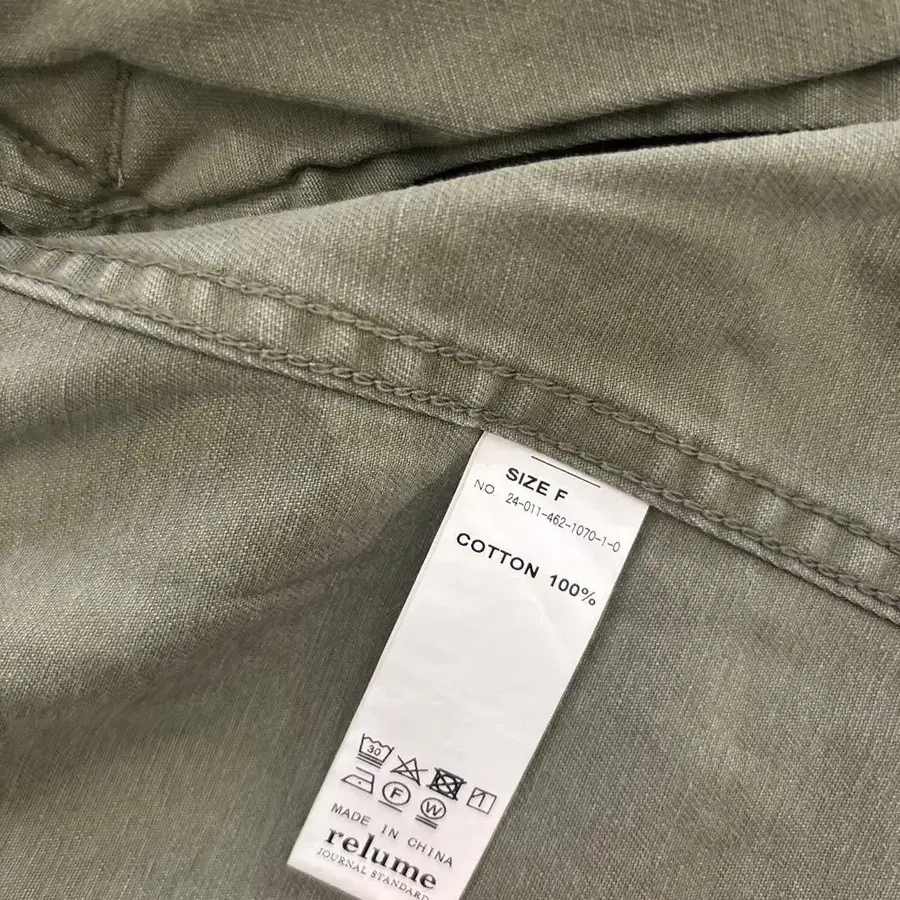 SIZE F
NO. 24-011-462-1070-1-0
COTTON 100%
30
F
W
MADE IN CHINA
relume
JOURNAL STANDARD